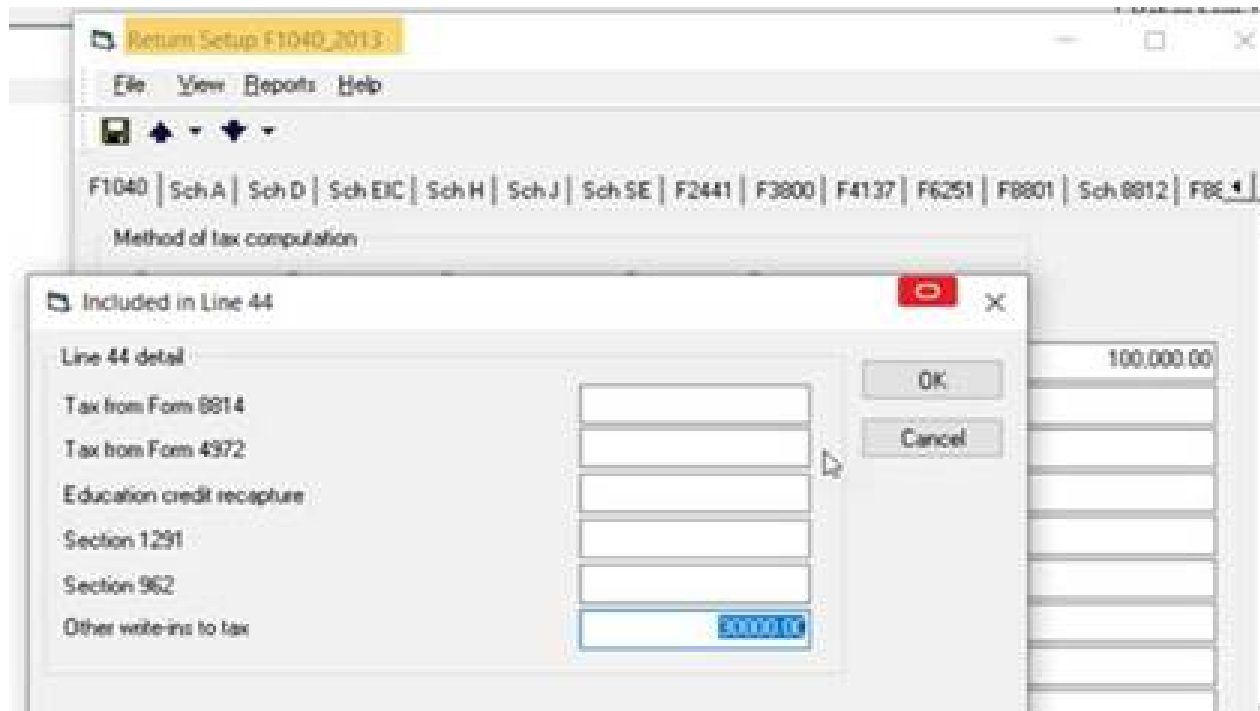 Return Setup F1040_2013
File View Reports Help
F1040 Sch A Sch D Sch EIC Sch H Sch J Sch SE F2441 F3800 F4137 F6251 F8801 Sch 8812
Method of tax computation
Included in Line 44
Line 44 detail
100,000.00
OK
Tax from Form 8814
Cancel
Tax from Form 4972
Education credit recapture
Section 1291
Section 962
Other write-ins to tax
30000.00